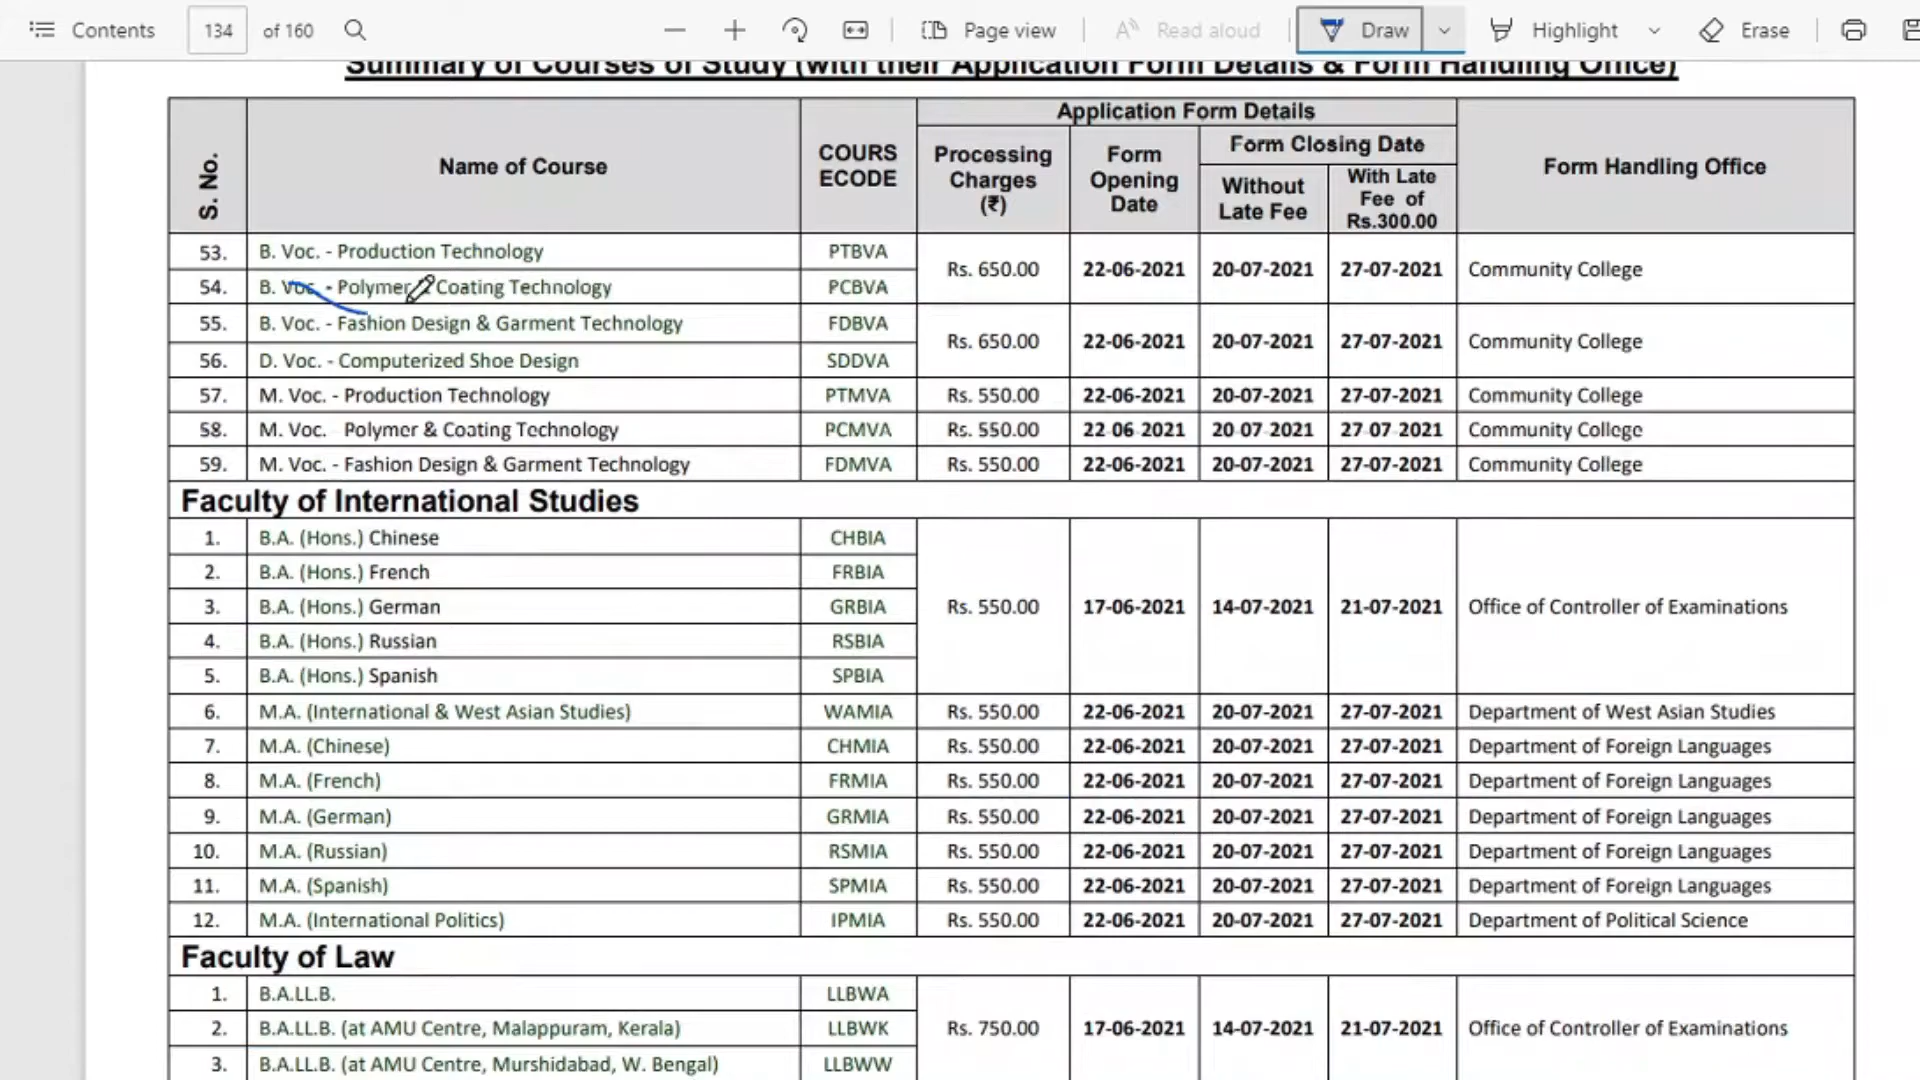 Contents 134 of 160 Page view Read aloud Draw Highlight Erase
Summary of Courses of Study (with their Application Form Details & Form Handling Office)
S. No. Name of Course COURS ECODE Application Form Details Form Handling Office
Processing Charges (₹) Form Opening Date Form Closing Date
Without Late Fee With Late Fee of Rs.300.00
53. B. Voc. - Production Technology PTBVA Rs. 650.00 22-06-2021 20-07-2021 27-07-2021 Community College
54. B. Voc. - Polymer & Coating Technology PCBVA
55. B. Voc. - Fashion Design & Garment Technology FDBVA Rs. 650.00 22-06-2021 20-07-2021 27-07-2021 Community College
56. D. Voc. - Computerized Shoe Design SDDVA
57. M. Voc. - Production Technology PTMVA Rs. 550.00 22-06-2021 20-07-2021 27-07-2021 Community College
58. M. Voc. - Polymer & Coating Technology PCMVA Rs. 550.00 22-06-2021 20-07-2021 27-07-2021 Community College
59. M. Voc. - Fashion Design & Garment Technology FDMVA Rs. 550.00 22-06-2021 20-07-2021 27-07-2021 Community College
Faculty of International Studies
1. B.A. (Hons.) Chinese CHBIA
2. B.A. (Hons.) French FRBIA
3. B.A. (Hons.) German GRBIA Rs. 550.00 17-06-2021 14-07-2021 21-07-2021 Office of Controller of Examinations
4. B.A. (Hons.) Russian RSBIA
5. B.A. (Hons.) Spanish SPBIA
6. M.A. (International & West Asian Studies) WAMIA Rs. 550.00 22-06-2021 20-07-2021 27-07-2021 Department of West Asian Studies
7. M.A. (Chinese) CHMIA Rs. 550.00 22-06-2021 20-07-2021 27-07-2021 Department of Foreign Languages
8. M.A. (French) FRMIA Rs. 550.00 22-06-2021 20-07-2021 27-07-2021 Department of Foreign Languages
9. M.A. (German) GRMIA Rs. 550.00 22-06-2021 20-07-2021 27-07-2021 Department of Foreign Languages
10. M.A. (Russian) RSMIA Rs. 550.00 22-06-2021 20-07-2021 27-07-2021 Department of Foreign Languages
11. M.A. (Spanish) SPMIA Rs. 550.00 22-06-2021 20-07-2021 27-07-2021 Department of Foreign Languages
12. M.A. (International Politics) IPMIA Rs. 550.00 22-06-2021 20-07-2021 27-07-2021 Department of Political Science
Faculty of Law
1. B.A.LL.B. LLBWA
2. B.A.LL.B. (at AMU Centre, Malappuram, Kerala) LLBWK Rs. 750.00 17-06-2021 14-07-2021 21-07-2021 Office of Controller of Examinations
3. B.A.LL.B. (at AMU Centre, Murshidabad, W. Bengal) LLBWW